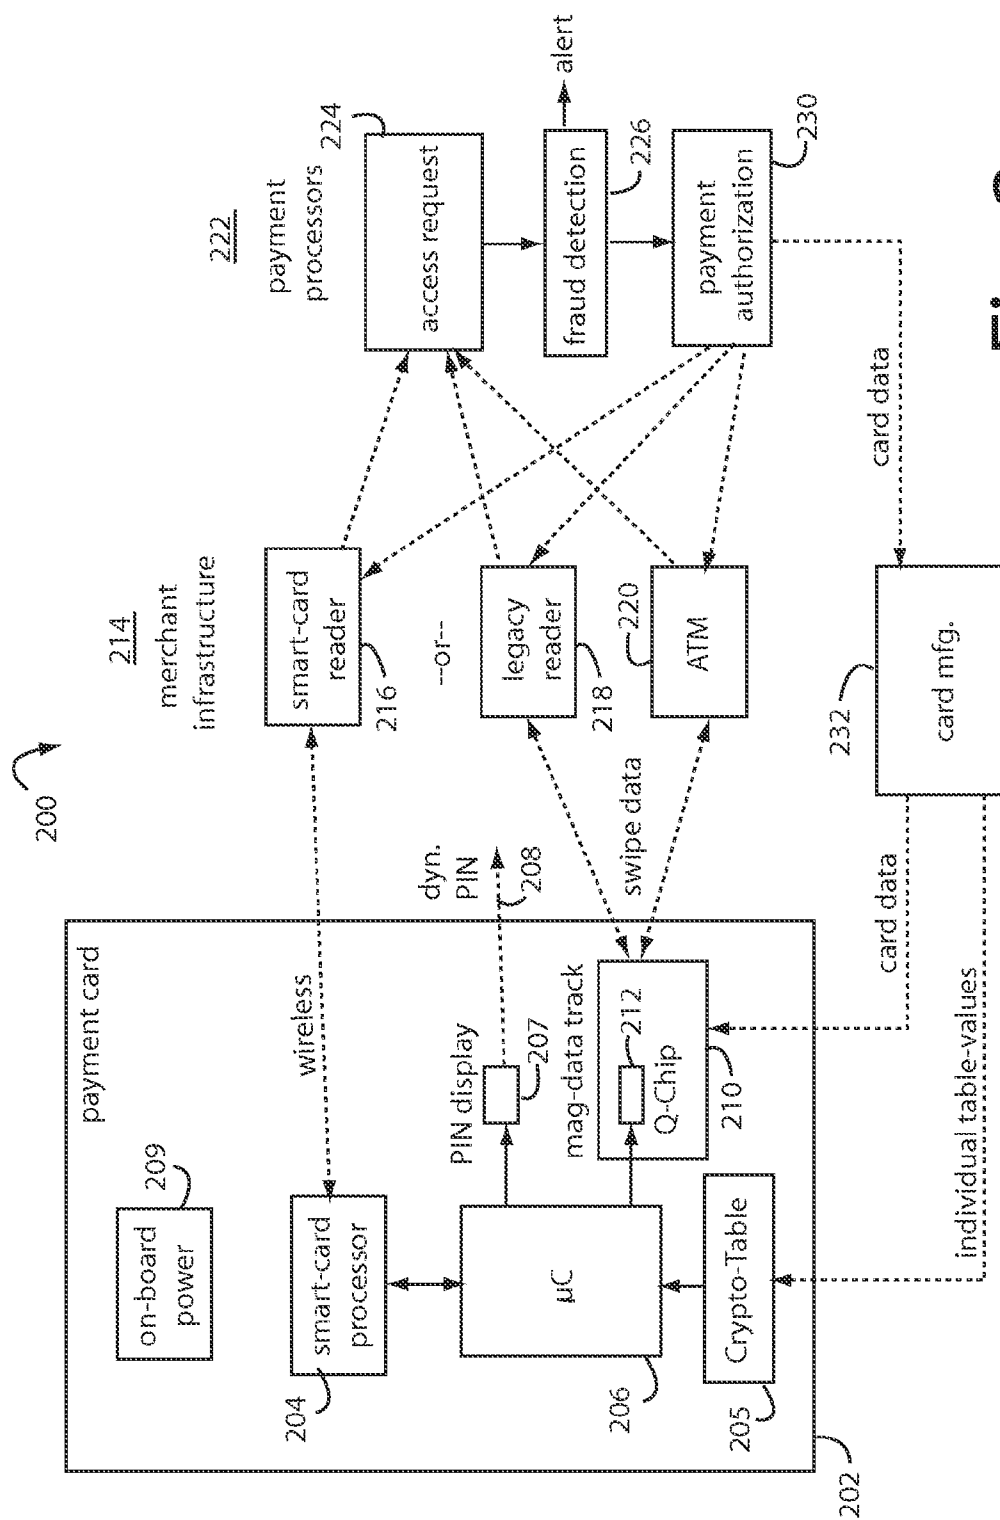 200
payment card
on-board
power
209
smart-card
processor
204
wireless
µC
206
Crypto-Table
205
PIN display
207
dyn.
PIN
208
mag-data track
212
Q-Chip
210
202
swipe data
card data
individual table-values
214
merchant
infrastructure
smart-card
reader
216
--or--
legacy
reader
218
220
ATM
232
card mfg.
card data
222
payment
processors
224
access request
fraud detection
226
alert
payment
authorization
230